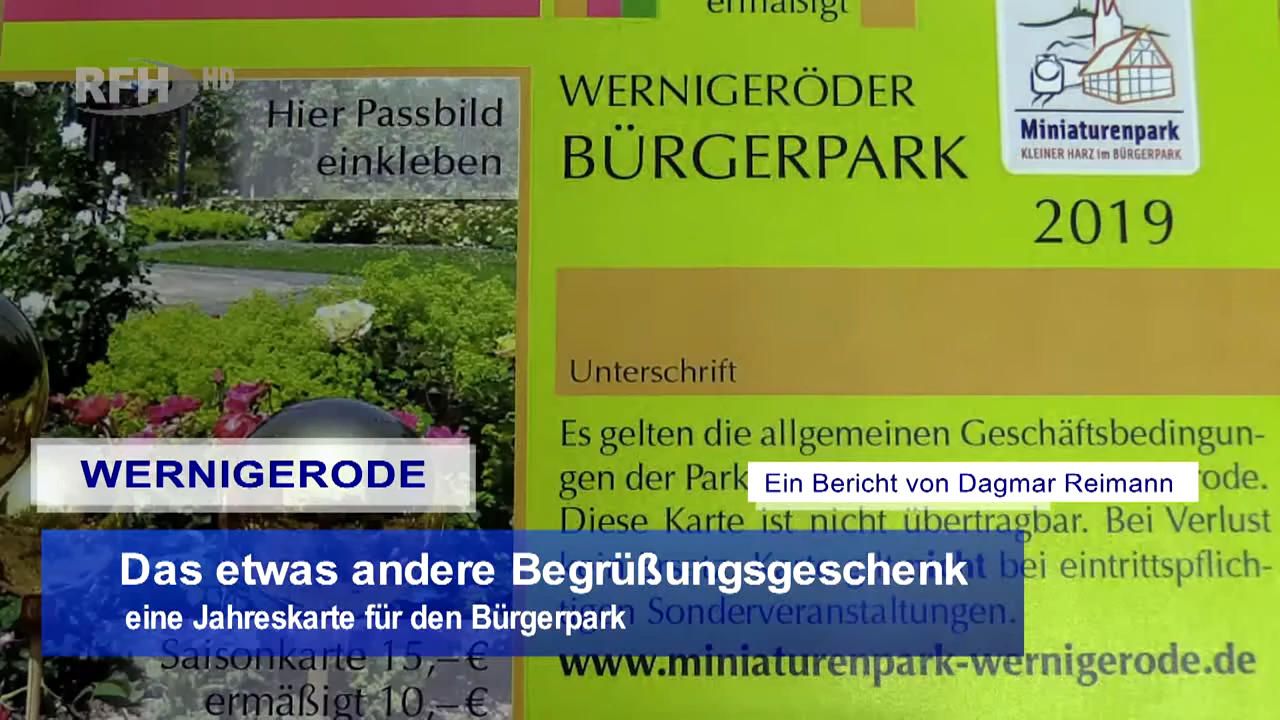 ermäßigt
RFH HD
Hier Passbild
einkleben
WERNIGERÖDER
BÜRGERPARK
Miniaturenpark
KLEINER HARZ im BÜRGERPARK
2019
Unterschrift
Es gelten die allgemeinen Geschäftsbedingun-
gen der Park
rode.
Diese Karte ist nicht übertragbar. Bei Verlust
bei eintrittspflich-
tigen Sonderveranstaltungen.
www.miniaturenpark-wernigerode.de
WERNIGERODE
Ein Bericht von Dagmar Reimann
Das etwas andere Begrüßungsgeschenk
eine Jahreskarte für den Bürgerpark
Saisonkarte 15,– €
ermäßigt 10,– €